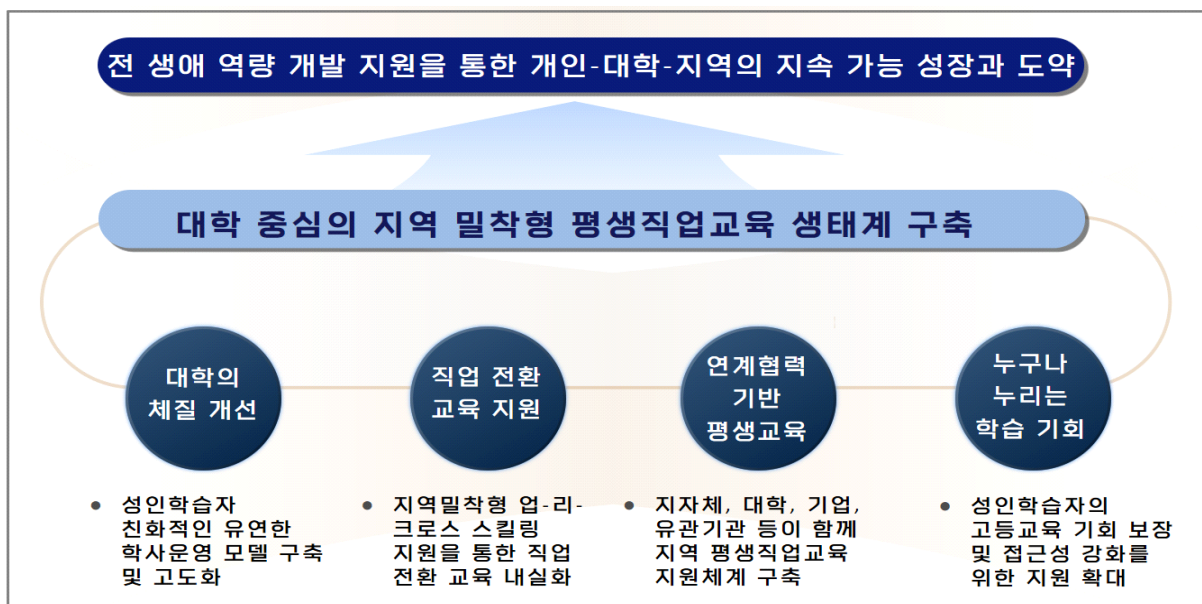 전 생애 역량 개발 지원을 통한 개인-대학-지역의 지속 가능 성장과 도약
대학 중심의 지역 밀착형 평생직업교육 생태계 구축
대학의
체질 개선
직업 전환
교육 지원
연계협력
기반
평생교육
누구나
누리는
학습 기회
• 성인학습자
친화적인 유연한
학사운영 모델 구축
및 고도화
• 지역밀착형 업-리-
크로스 스킬링
지원을 통한 직업
전환 교육 내실화
• 지자체, 대학, 기업,
유관기관 등이 함께
지역 평생직업교육
지원체계 구축
• 성인학습자의
고등교육 기회 보장
및 접근성 강화를
위한 지원 확대